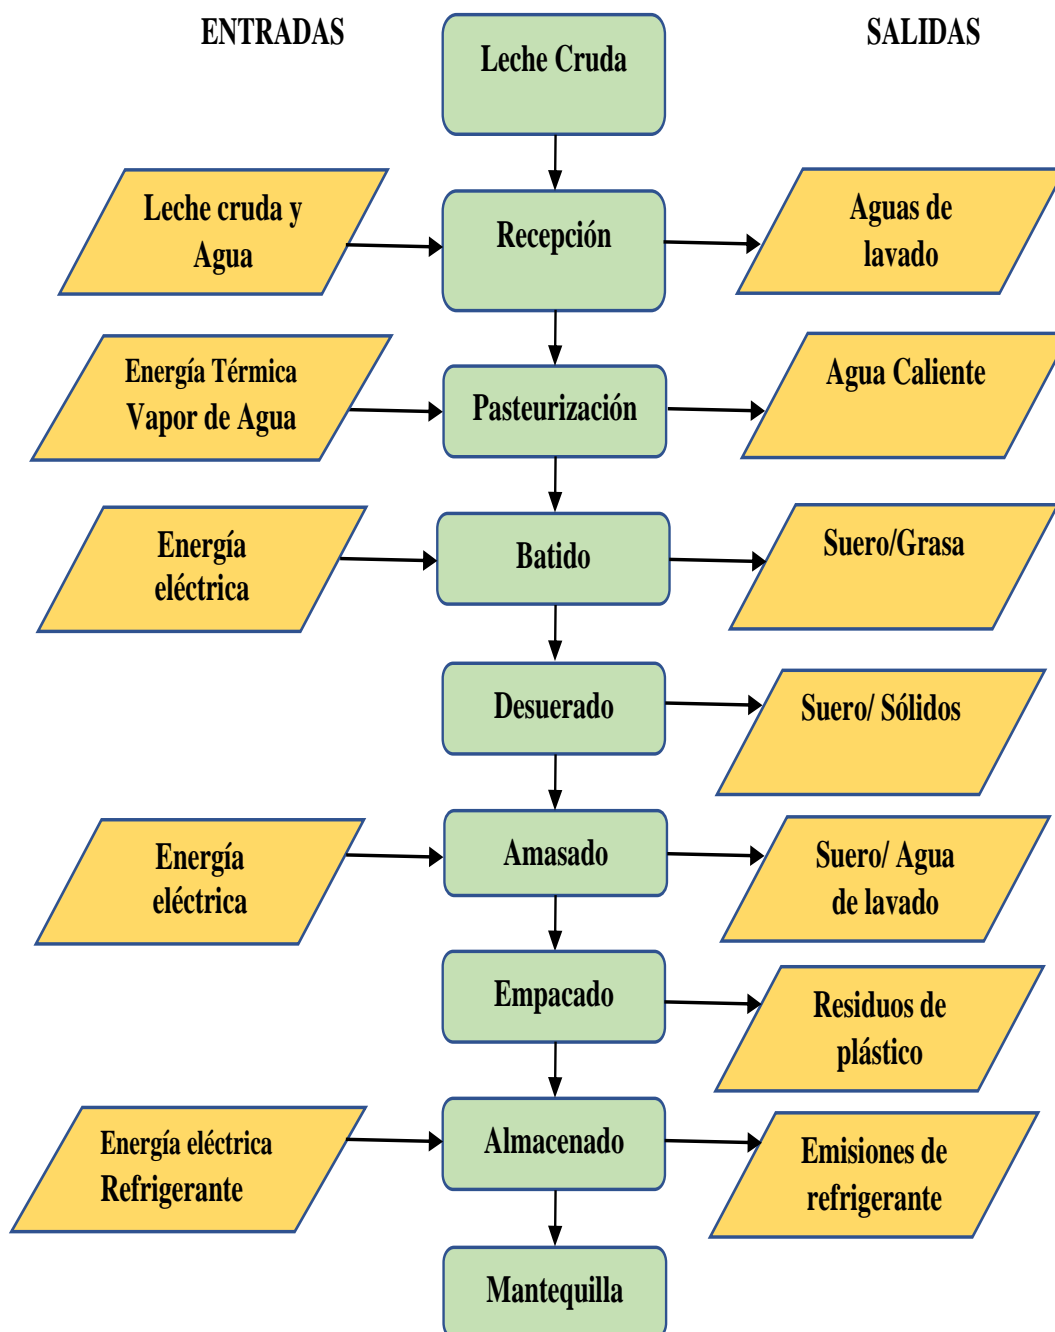 ENTRADAS
Leche Cruda
SALIDAS
Leche cruda y
Agua
Recepción
Aguas de
lavado
Energía Térmica
Vapor de Agua
Pasteurización
Agua Caliente
Energía
eléctrica
Batido
Suero/Grasa
Desuerado
Suero/ Sólidos
Energía
eléctrica
Amasado
Suero/ Agua
de lavado
Empacado
Residuos de
plástico
Energía eléctrica
Refrigerante
Almacenado
Emisiones de
refrigerante
Mantequilla